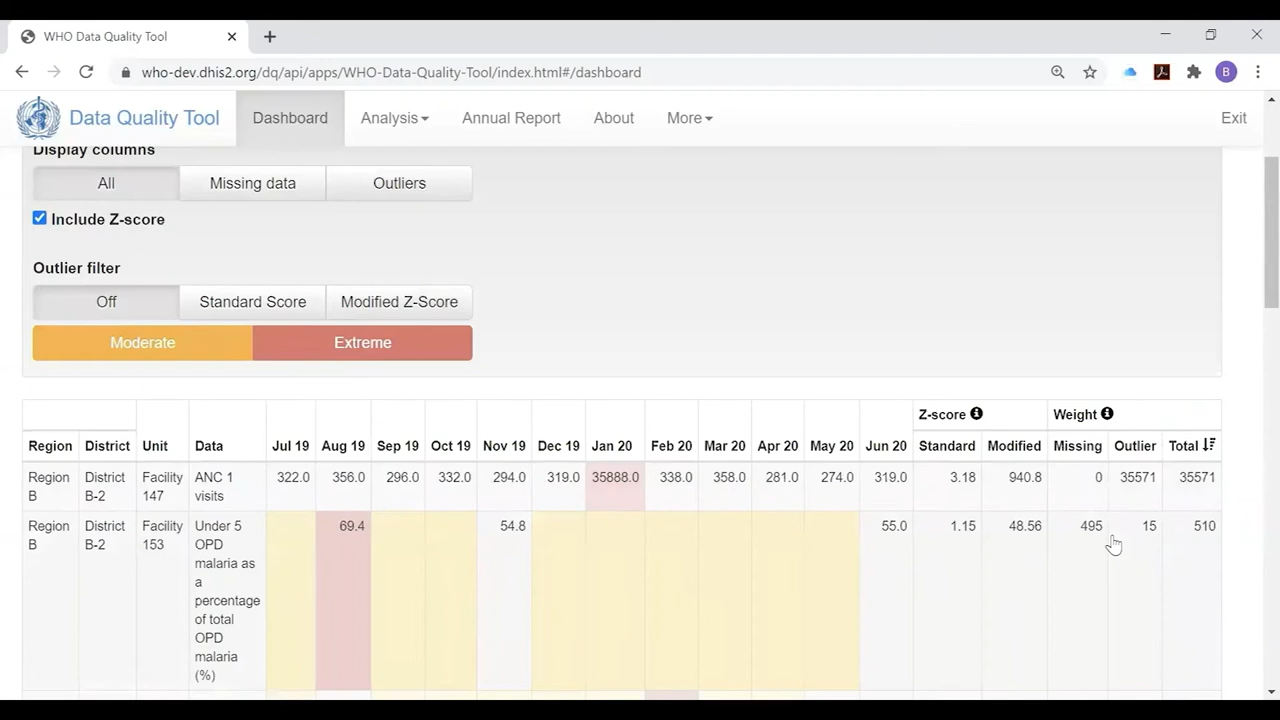 WHO Data Quality Tool
who-dev.dhis2.org/dq/api/apps/WHO-Data-Quality-Tool/index.html#/dashboard
B
Data Quality Tool
Dashboard
Analysis
Annual Report
About
More
Exit
Display columns
All
Missing data
Outliers
Include Z-score
Outlier filter
Off
Standard Score
Modified Z-Score
Moderate
Extreme
Z-score Weight
Region District Unit Data Jul 19 Aug 19 Sep 19 Oct 19 Nov 19 Dec 19 Jan 20 Feb 20 Mar 20 Apr 20 May 20 Jun 20 Standard Modified Missing Outlier Total
Region District Facility ANC 1 322.0 356.0 296.0 332.0 294.0 319.0 35888.0 338.0 358.0 281.0 274.0 319.0 3.18 940.8 0 35571 35571
B B-2 147 visits
Region District Facility Under 5 69.4 54.8 55.0 1.15 48.56 495 15 510
B B-2 153 OPD
malaria as
a
percentage
of total
OPD
malaria
(%)